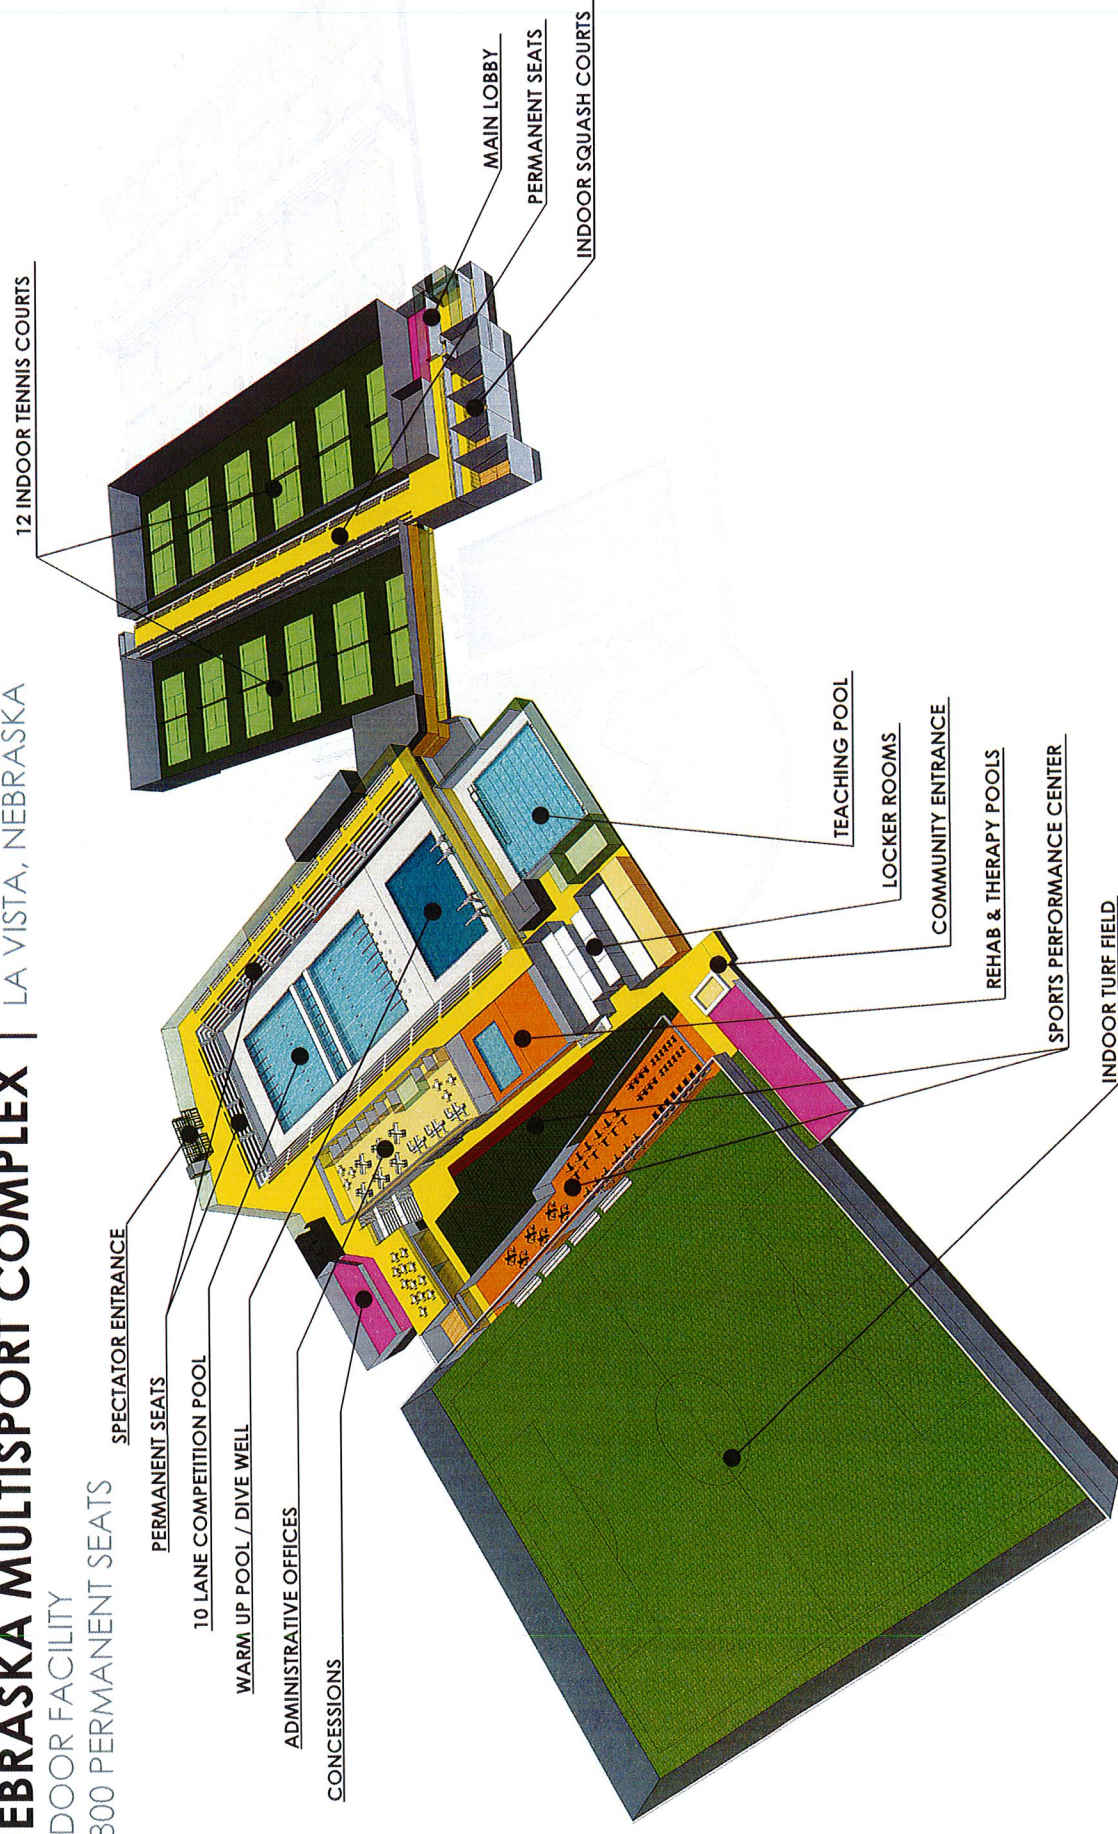 EBRASKA MULTISPORT COMPLEX | LA VISTA, NEBRASKA
DOOR FACILITY
800 PERMANENT SEATS
12 INDOOR TENNIS COURTS
SPECTATOR ENTRANCE
PERMANENT SEATS
10 LANE COMPETITION POOL
WARM UP POOL / DIVE WELL
ADMINISTRATIVE OFFICES
CONCESSIONS
MAIN LOBBY
PERMANENT SEATS
INDOOR SQUASH COURTS
TEACHING POOL
LOCKER ROOMS
COMMUNITY ENTRANCE
REHAB & THERAPY POOLS
SPORTS PERFORMANCE CENTER
INDOOR TURF FIELD